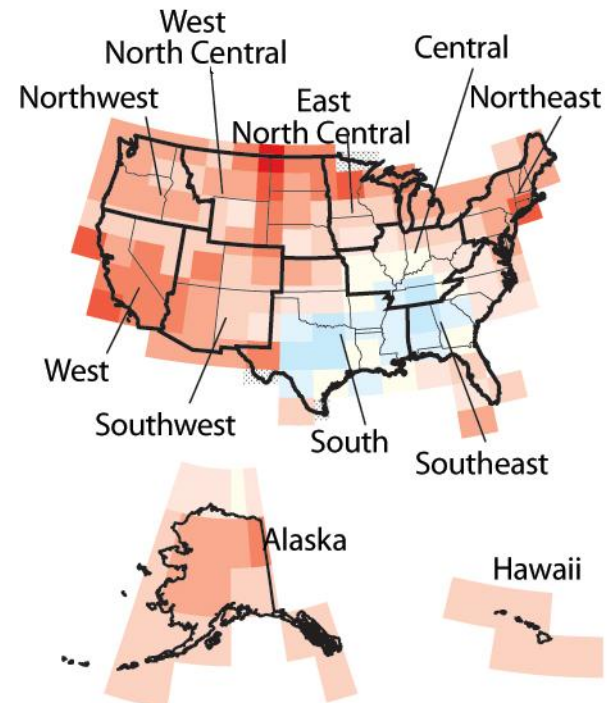 West
North Central
Central
Northwest
East
North Central
Northeast
West
Southwest
South
Southeast
Alaska
Hawaii